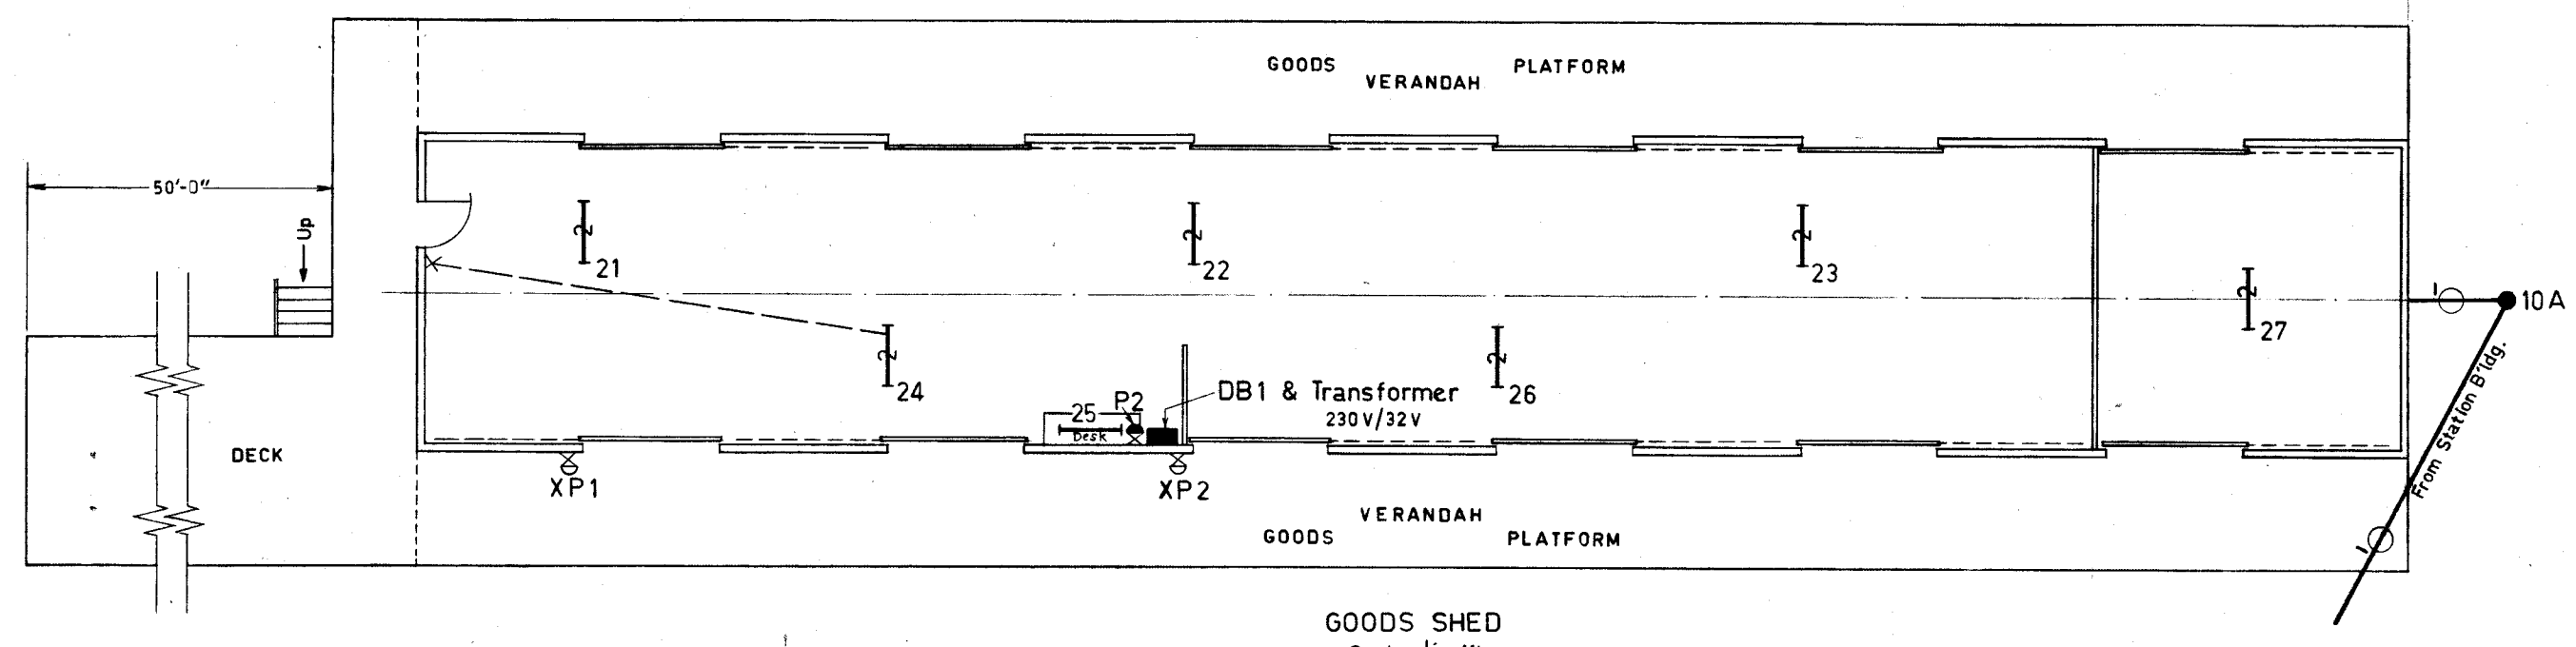 GOODS PLATFORM
VERANDAH
50'-0"
Up
2
21
2
22
2
23
2
27
10A
1
2
24
25
Desk
P2
DB1 & Transformer
230V/32V
2
26
From Station B'ldg.
1
DECK
XP1
XP2
VERANDAH
GOODS PLATFORM
GOODS SHED